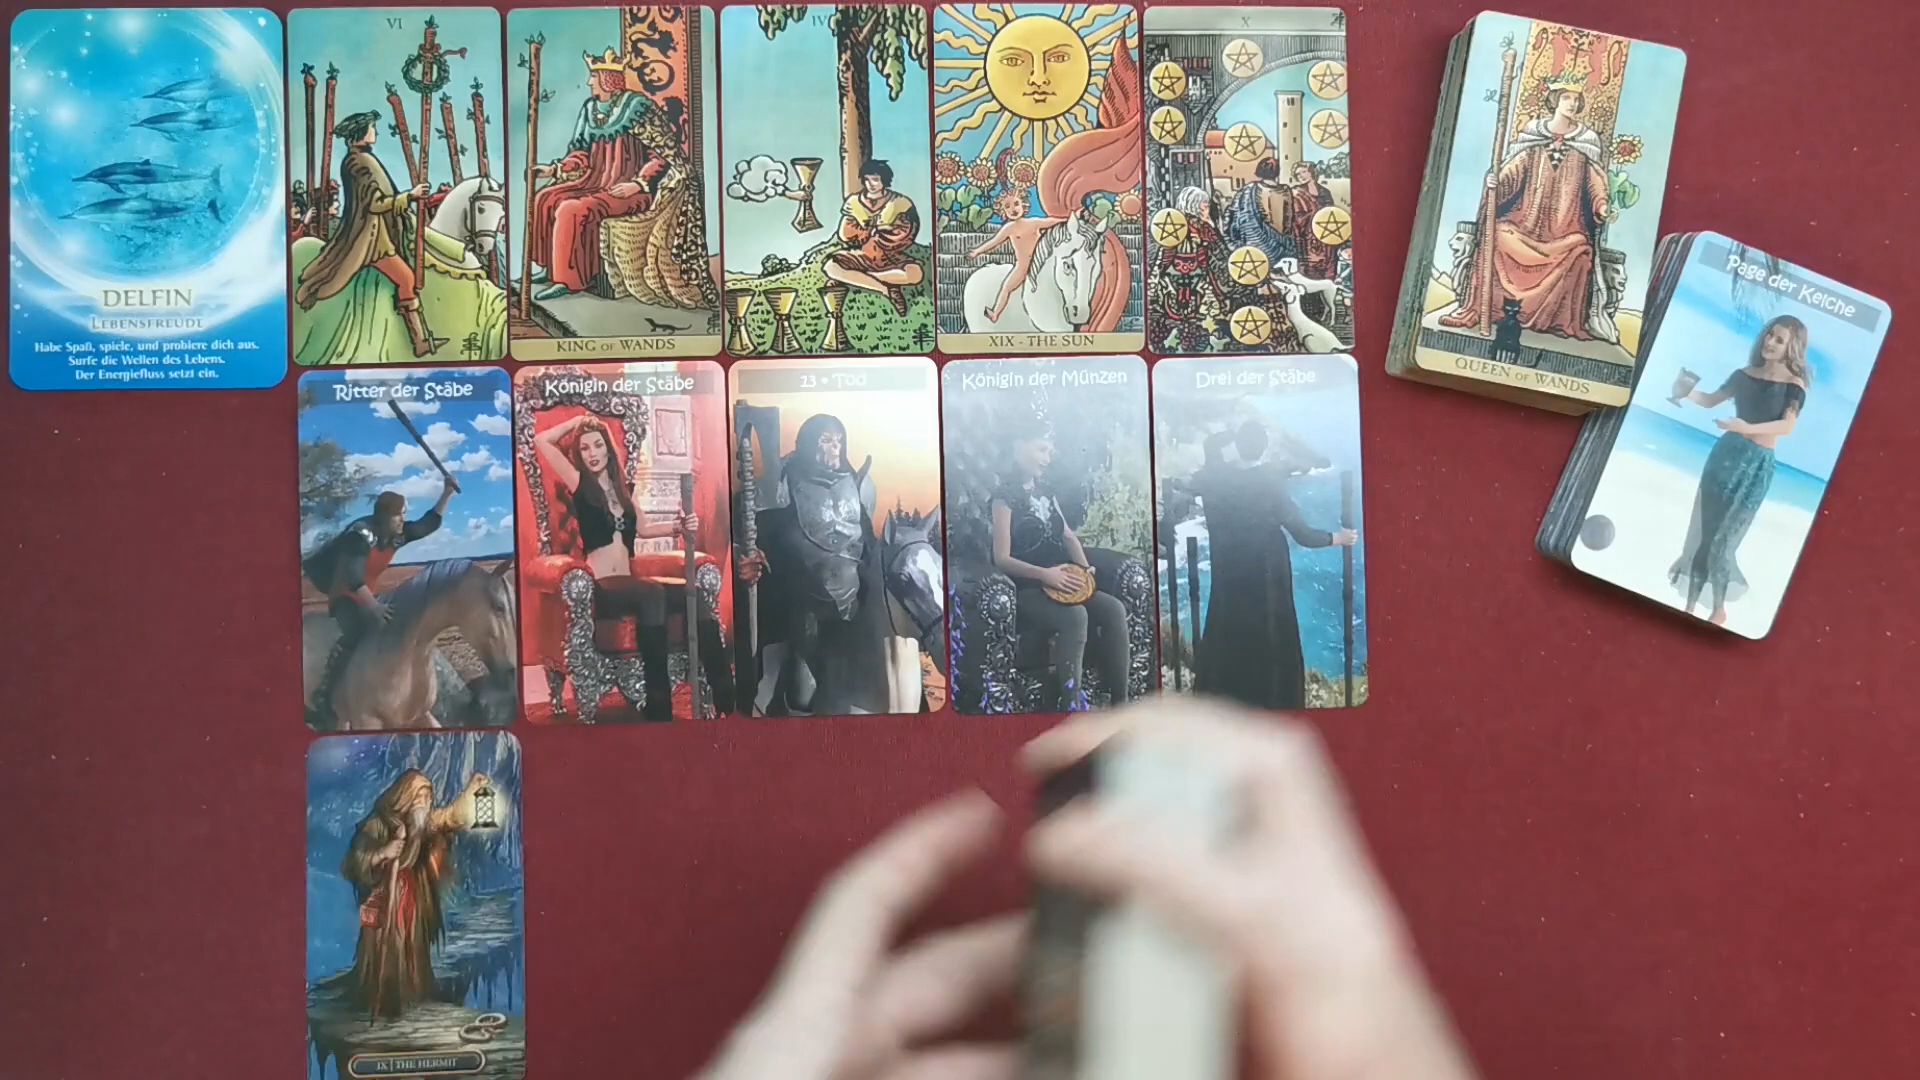 DELFIN
LEBENSFREUDE
Habe Spaß, spiele, und probiere dich aus.
Surfe die Wellen des Lebens.
Der Energiefluss setzt ein.
VI
KING OF WANDS
IV
XIX - THE SUN
X
QUEEN OF WANDS
Page der Kelche
Ritter der Stäbe
Königin der Stäbe
13 • Tod
Königin der Münzen
Drei der Stäbe
IX | THE HERMIT